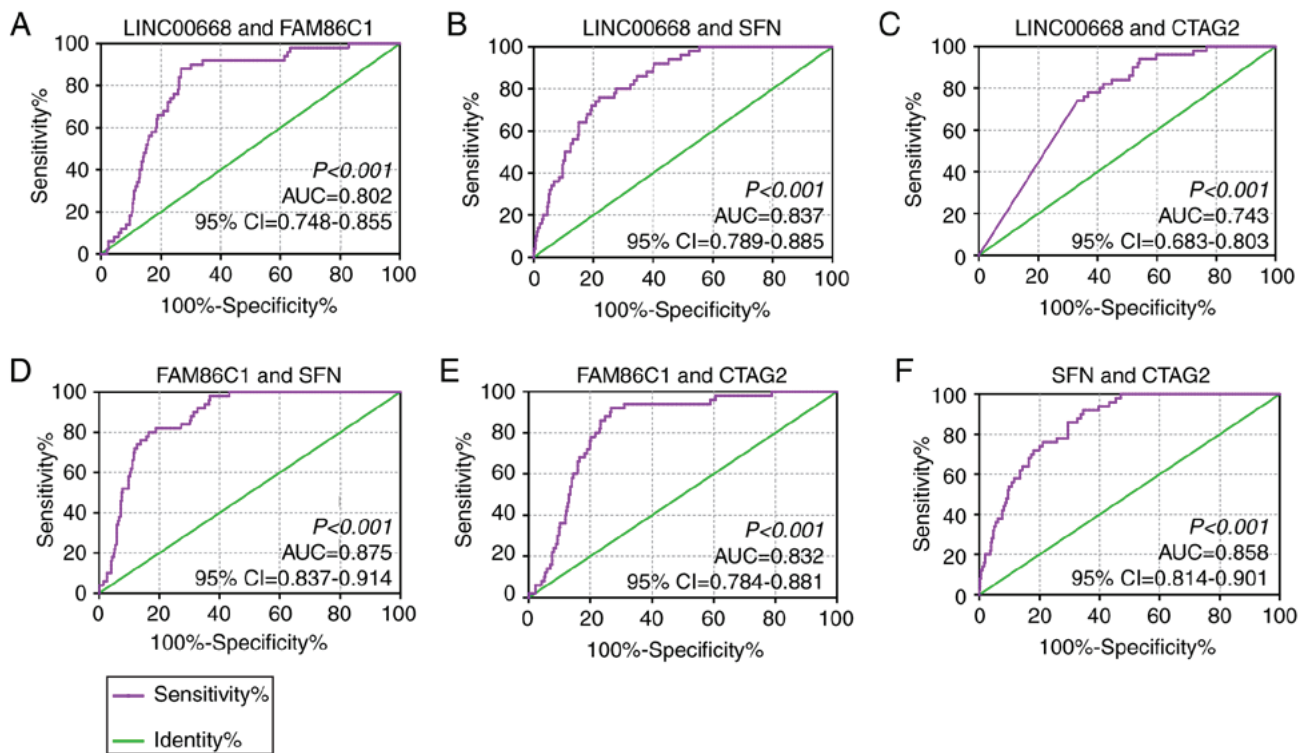 A
LINC00668 and FAM86C1
100
80
60
40
20
0
0
20
40
60
80
100
Sensitivity%
100%-Specificity%
P<0.001
AUC=0.802
95% CI=0.748-0.855
B
LINC00668 and SFN
100
80
60
40
20
0
0
20
40
60
80
100
Sensitivity%
100%-Specificity%
P<0.001
AUC=0.837
95% CI=0.789-0.885
C
LINC00668 and CTAG2
100
80
60
40
20
0
0
20
40
60
80
100
Sensitivity%
100%-Specificity%
P<0.001
AUC=0.743
95% CI=0.683-0.803
D
FAM86C1 and SFN
100
80
60
40
20
0
0
20
40
60
80
100
Sensitivity%
100%-Specificity%
P<0.001
AUC=0.875
95% CI=0.837-0.914
E
FAM86C1 and CTAG2
100
80
60
40
20
0
0
20
40
60
80
100
Sensitivity%
100%-Specificity%
P<0.001
AUC=0.832
95% CI=0.784-0.881
F
SFN and CTAG2
100
80
60
40
20
0
0
20
40
60
80
100
Sensitivity%
100%-Specificity%
P<0.001
AUC=0.858
95% CI=0.814-0.901
Sensitivity%
Identity%